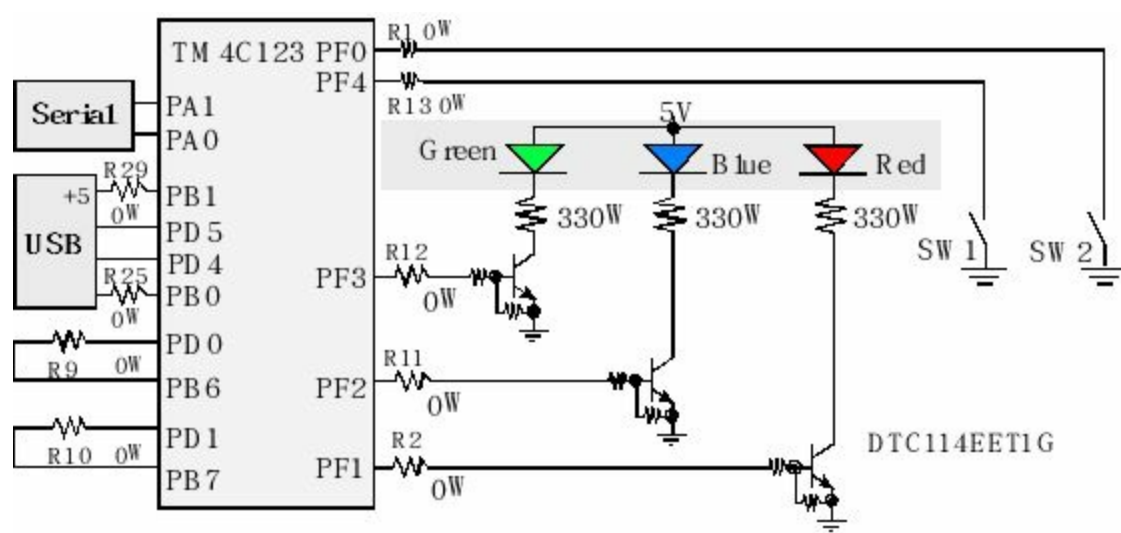 TM4C123
PF0
R1 0W
PF4
R13 0W
Serial
PA1
PA0
5V
Green
Blue
Red
R29
+5
0W
PB1
USB
PD5
PD4
R25
PB0
0W
330W
330W
330W
SW1
SW2
PF3
R12
0W
PD0
R9
0W
PB6
PF2
R11
0W
PD1
R10
0W
PB7
PF1
R2
0W
DTC114EET1G